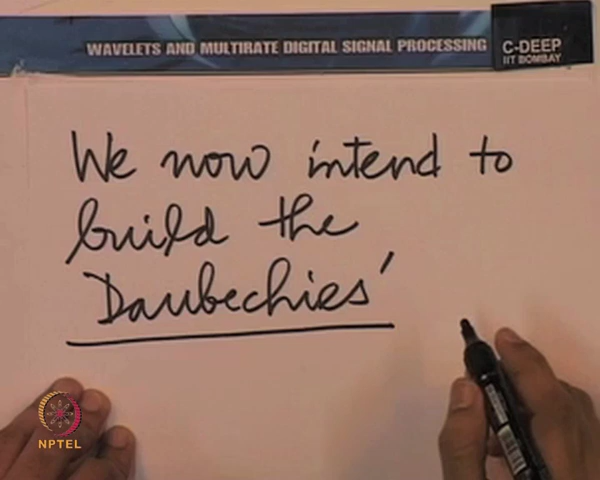 WAVELETS AND MULTIRATE DIGITAL SIGNAL PROCESSING
C-DEEP
IIT BOMBAY
We now intend to
build the
Daubechies'
NPTEL